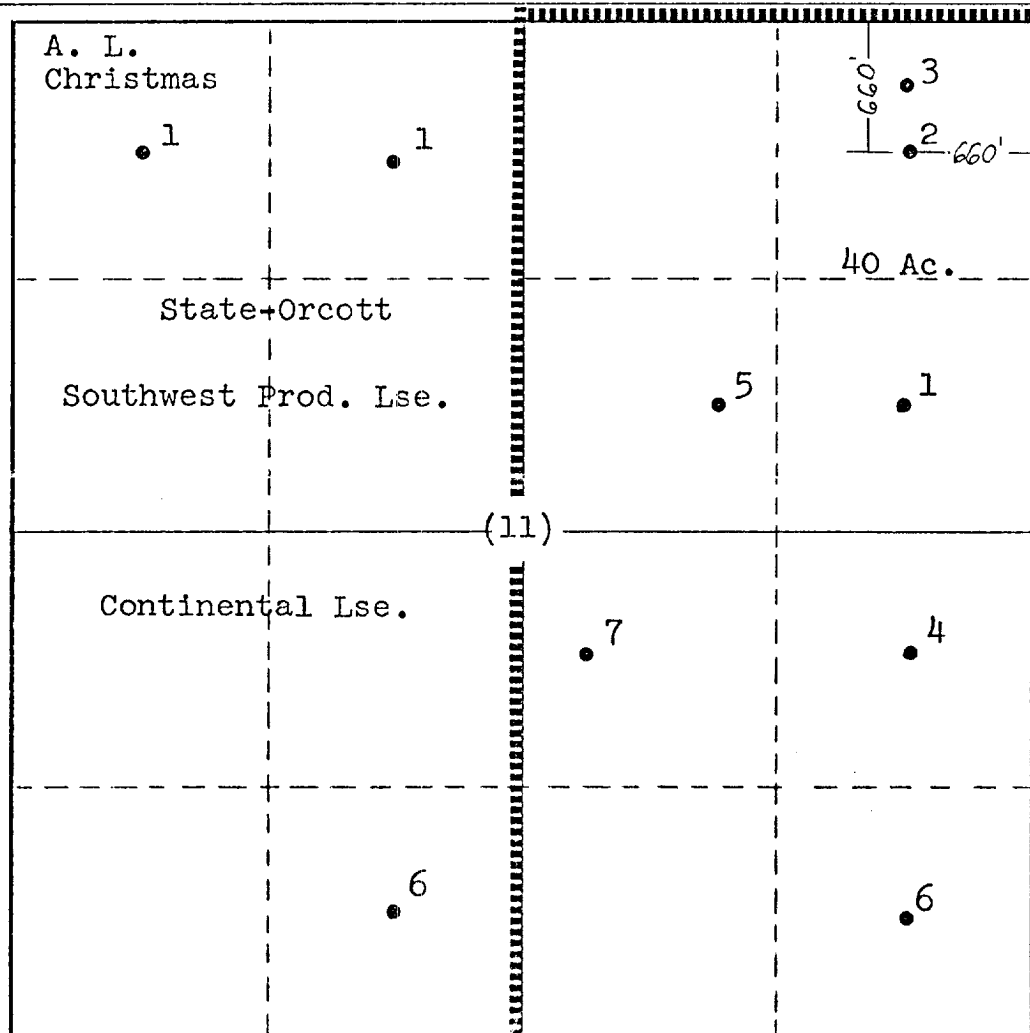 A. L.
Christmas
1
1
660'
3
2
660'
40 Ac.
State-Orcott
Southwest Prod. Lse.
5
1
(11)
Continental Lse.
7
4
6
6